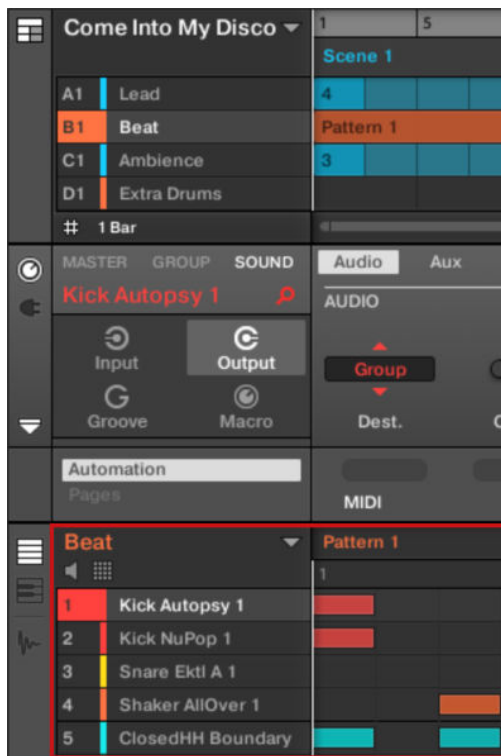 Come Into My Disco
1 5
Scene 1
A1 Lead 4
B1 Beat Pattern 1
C1 Ambience 3
D1 Extra Drums
1 Bar
MASTER GROUP SOUND Audio Aux
Kick Autopsy 1 AUDIO
Input Output
Group
Groove Macro Dest.
Automation
Pages
MIDI
Beat Pattern 1
1
1 Kick Autopsy 1
2 Kick NuPop 1
3 Snare Ektl A 1
4 Shaker AllOver 1
5 ClosedHH Boundary